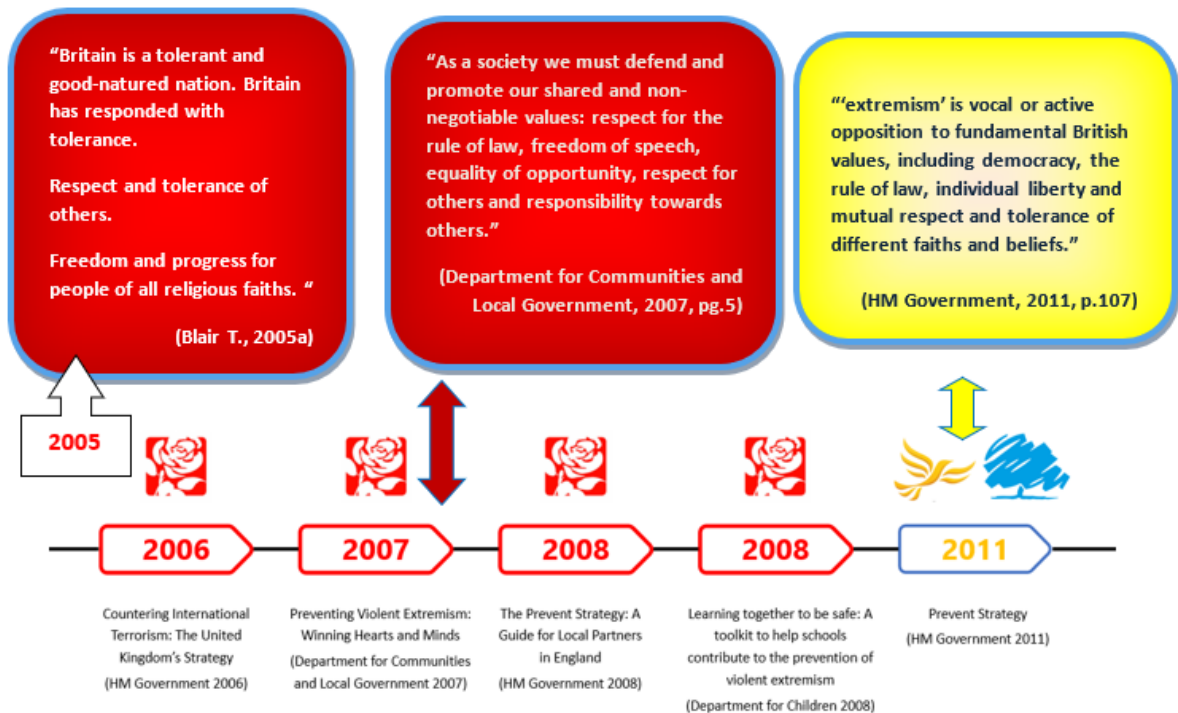 “Britain is a tolerant and
good-natured nation. Britain
has responded with
tolerance.
Respect and tolerance of
others.
Freedom and progress for
people of all religious faiths. “
(Blair T., 2005a)
“As a society we must defend and
promote our shared and non-
negotiable values: respect for the
rule of law, freedom of speech,
equality of opportunity, respect for
others and responsibility towards
others.”
(Department for Communities and
Local Government, 2007, pg.5)
“‘extremism’ is vocal or active
opposition to fundamental British
values, including democracy, the
rule of law, individual liberty and
mutual respect and tolerance of
different faiths and beliefs.”
(HM Government, 2011, p.107)
2005
2006
2007
2008
2008
2011
Countering International
Terrorism: The United
Kingdom’s Strategy
(HM Government 2006)
Preventing Violent Extremism:
Winning Hearts and Minds
(Department for Communities
and Local Government 2007)
The Prevent Strategy: A
Guide for Local Partners
in England
(HM Government 2008)
Learning together to be safe: A
toolkit to help schools
contribute to the prevention of
violent extremism
(Department for Children 2008)
Prevent Strategy
(HM Government 2011)